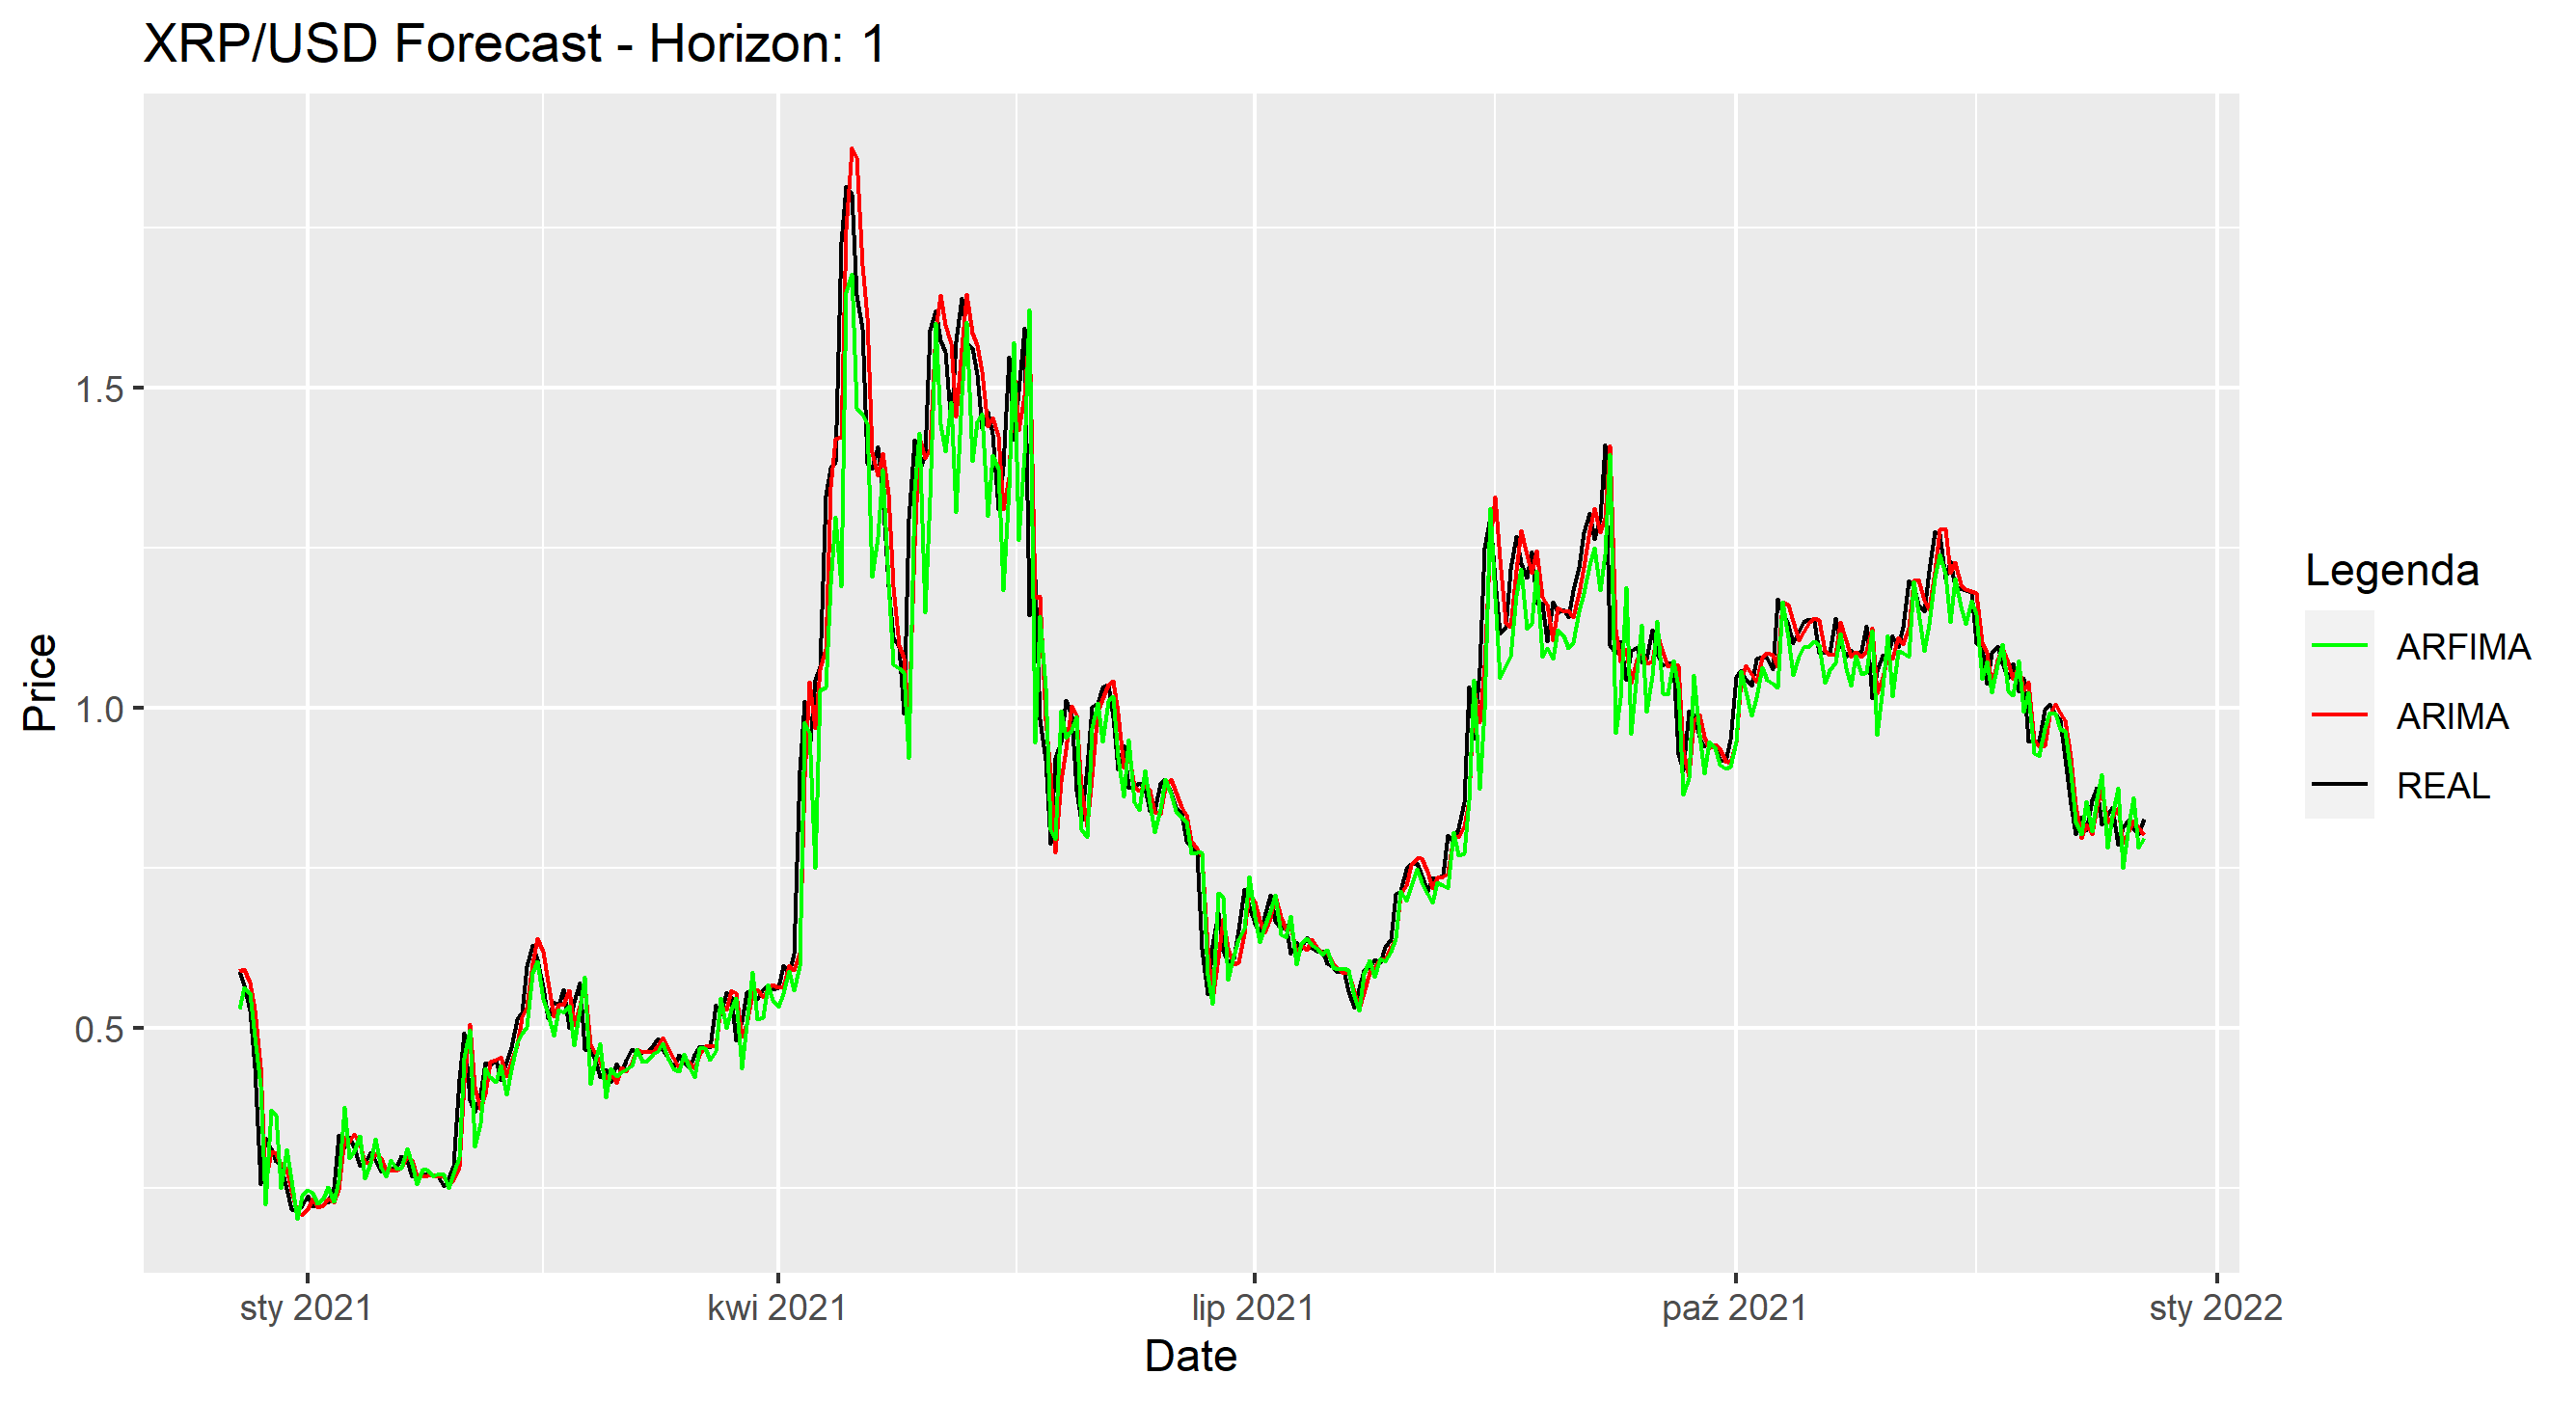 XRP/USD Forecast - Horizon: 1
Price
1.5
1.0
0.5
sty 2021
kwi 2021
lip 2021
paź 2021
sty 2022
Date
Legenda
ARFIMA
ARIMA
REAL